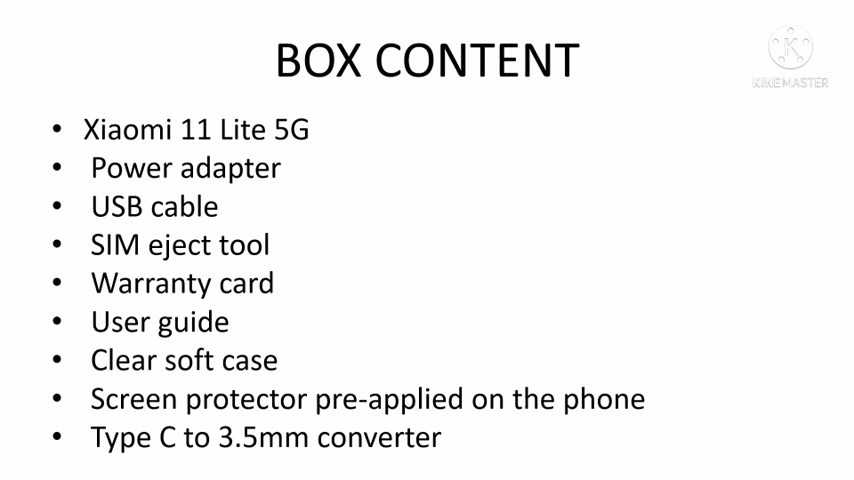 BOX CONTENT
KINEMASTER
• Xiaomi 11 Lite 5G
• Power adapter
• USB cable
• SIM eject tool
• Warranty card
• User guide
• Clear soft case
• Screen protector pre-applied on the phone
• Type C to 3.5mm converter